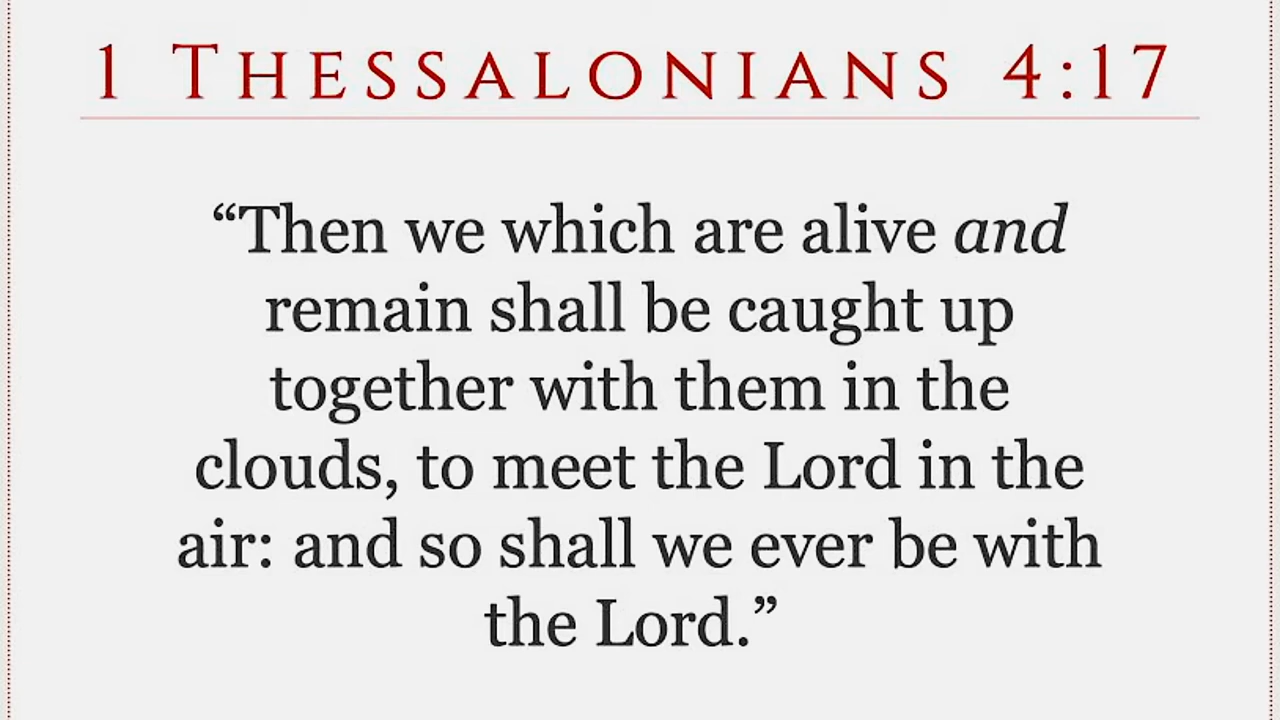 1 Thessalonians 4:17
“Then we which are alive and
remain shall be caught up
together with them in the
clouds, to meet the Lord in the
air: and so shall we ever be with
the Lord.”